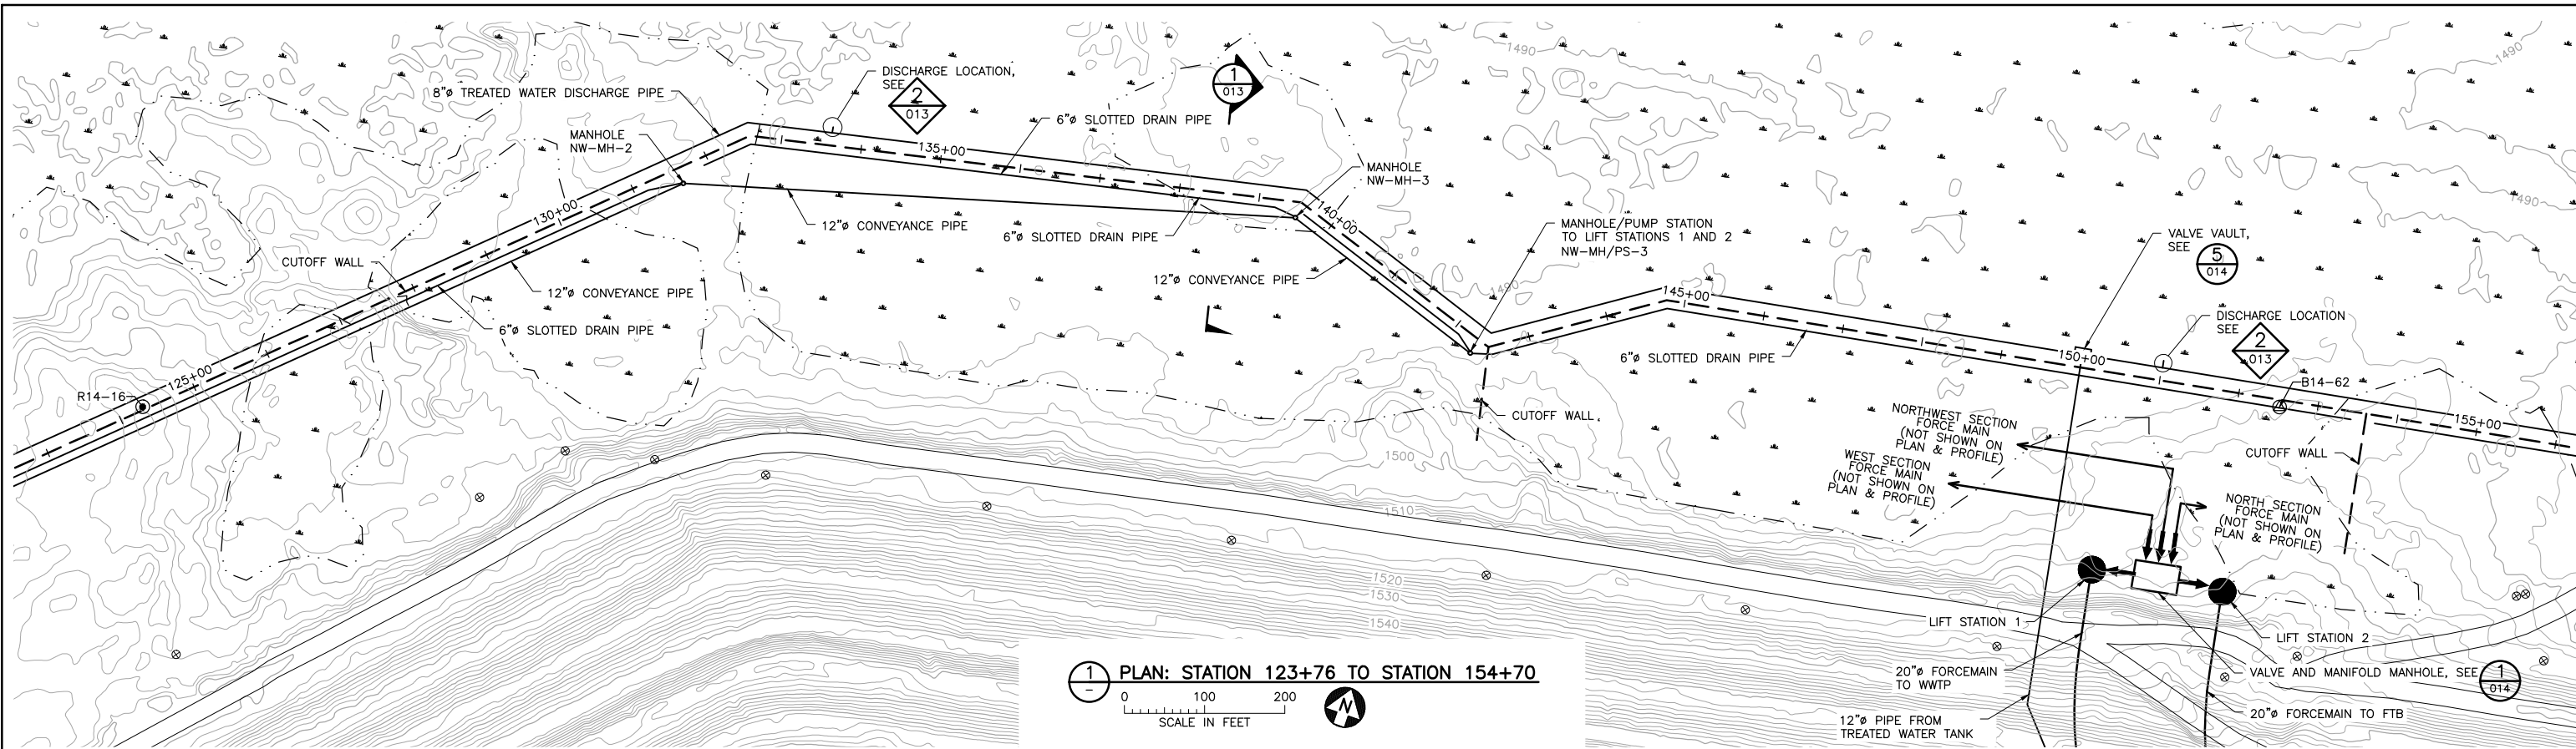 1490
1490
DISCHARGE LOCATION,
SEE
2
013
1
013
8"ø TREATED WATER DISCHARGE PIPE
6"ø SLOTTED DRAIN PIPE
MANHOLE
NW-MH-2
135+00
MANHOLE
NW-MH-3
1490
130+00
140+00
12"ø CONVEYANCE PIPE
6"ø SLOTTED DRAIN PIPE
MANHOLE/PUMP STATION
TO LIFT STATIONS 1 AND 2
NW-MH/PS-3
VALVE VAULT,
SEE
5
014
CUTOFF WALL
12"ø CONVEYANCE PIPE
12"ø CONVEYANCE PIPE
1490
145+00
6"ø SLOTTED DRAIN PIPE
DISCHARGE LOCATION
SEE
2
013
6"ø SLOTTED DRAIN PIPE
150+00
125+00
R14-16
B14-62
CUTOFF WALL
155+00
NORTHWEST SECTION
FORCE MAIN
(NOT SHOWN ON
PLAN & PROFILE)
1500
CUTOFF WALL
WEST SECTION
FORCE MAIN
(NOT SHOWN ON
PLAN & PROFILE)
NORTH SECTION
FORCE MAIN
(NOT SHOWN ON
PLAN & PROFILE)
1510
1520
1530
1540
LIFT STATION 1
LIFT STATION 2
20"ø FORCEMAIN
TO WWTP
VALVE AND MANIFOLD MANHOLE, SEE
1
014
12"ø PIPE FROM
TREATED WATER TANK
20"ø FORCEMAIN TO FTB
1
-
PLAN: STATION 123+76 TO STATION 154+70
0 100 200
SCALE IN FEET
N